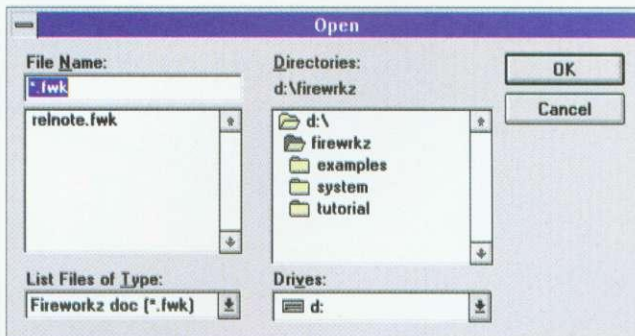 Open
File Name:
*.fwk
relnote.fwk
List Files of Type:
Fireworkz doc (*.fwk)
Directories:
d:\firewrkz
d:\
firewrkz
examples
system
tutorial
Drives:
d:
OK
Cancel